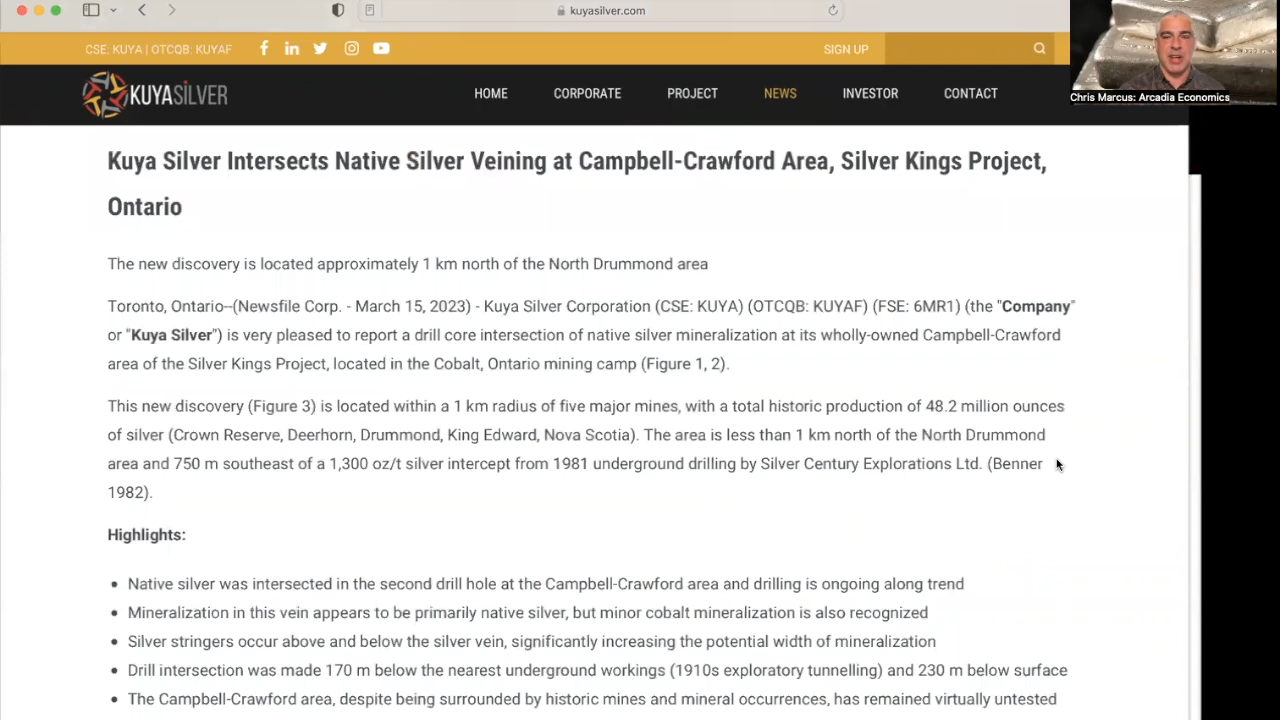 kuyasilver.com
CSE: KUYA | OTCQB: KUYAF
SIGN UP
KUYASILVER
HOME
CORPORATE
PROJECT
NEWS
INVESTOR
CONTACT
Chris Marcus: Arcadia Economics
Kuya Silver Intersects Native Silver Veining at Campbell-Crawford Area, Silver Kings Project,
Ontario
The new discovery is located approximately 1 km north of the North Drummond area
Toronto, Ontario--(Newsfile Corp. - March 15, 2023) - Kuya Silver Corporation (CSE: KUYA) (OTCQB: KUYAF) (FSE: 6MR1) (the "Company"
or "Kuya Silver") is very pleased to report a drill core intersection of native silver mineralization at its wholly-owned Campbell-Crawford
area of the Silver Kings Project, located in the Cobalt, Ontario mining camp (Figure 1, 2).
This new discovery (Figure 3) is located within a 1 km radius of five major mines, with a total historic production of 48.2 million ounces
of silver (Crown Reserve, Deerhorn, Drummond, King Edward, Nova Scotia). The area is less than 1 km north of the North Drummond
area and 750 m southeast of a 1,300 oz/t silver intercept from 1981 underground drilling by Silver Century Explorations Ltd. (Benner
1982).
Highlights:
• Native silver was intersected in the second drill hole at the Campbell-Crawford area and drilling is ongoing along trend
• Mineralization in this vein appears to be primarily native silver, but minor cobalt mineralization is also recognized
• Silver stringers occur above and below the silver vein, significantly increasing the potential width of mineralization
• Drill intersection was made 170 m below the nearest underground workings (1910s exploratory tunnelling) and 230 m below surface
• The Campbell-Crawford area, despite being surrounded by historic mines and mineral occurrences, has remained virtually untested